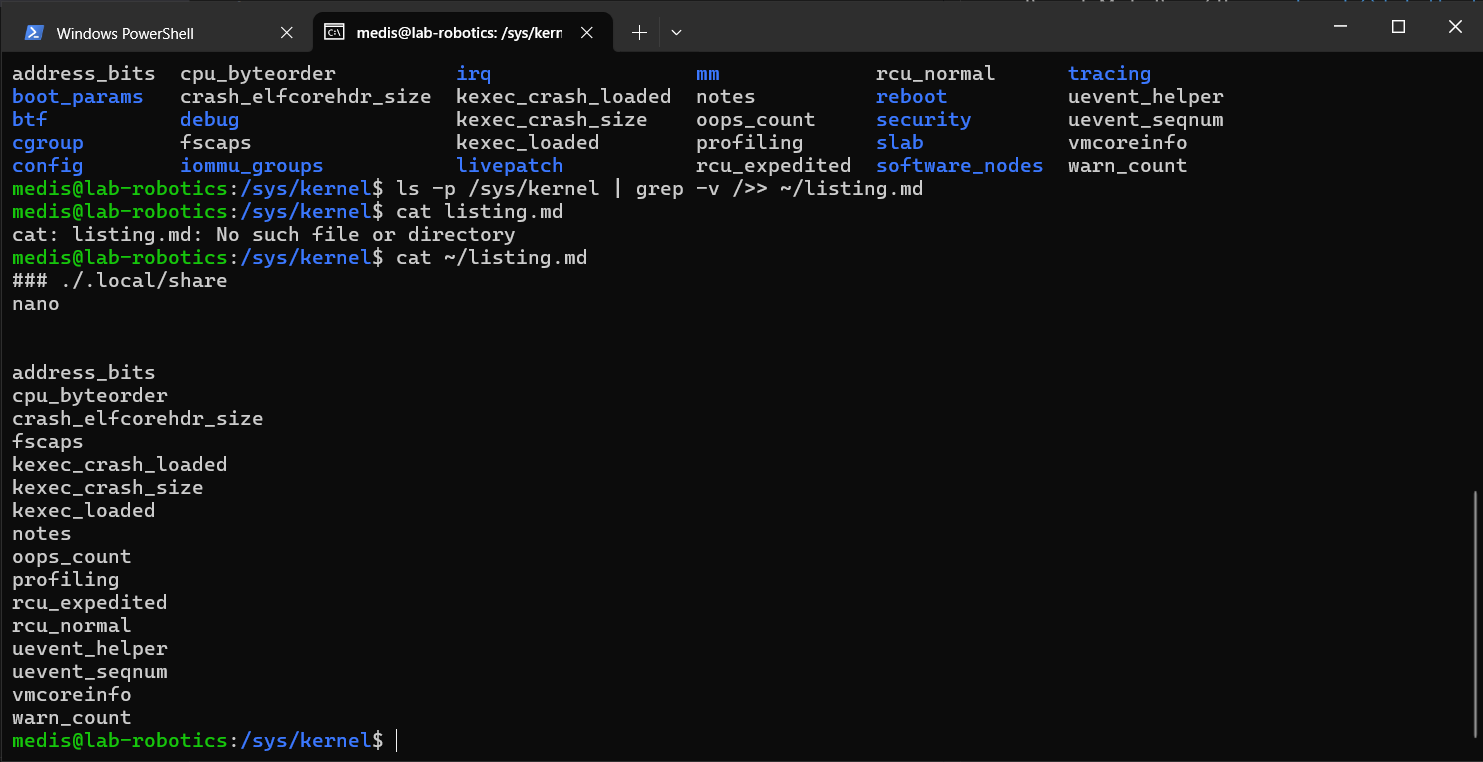 Windows PowerShell
medis@lab-robotics: /sys/kern
address_bits cpu_byteorder irq mm rcu_normal tracing
boot_params crash_elfcorehdr_size kexec_crash_loaded notes reboot uevent_helper
btf debug kexec_crash_size oops_count security uevent_seqnum
cgroup fscaps kexec_loaded profiling slab vmcoreinfo
config iommu_groups livepatch rcu_expedited software_nodes warn_count
medis@lab-robotics:/sys/kernel$ ls -p /sys/kernel | grep -v />> ~/listing.md
medis@lab-robotics:/sys/kernel$ cat listing.md
cat: listing.md: No such file or directory
medis@lab-robotics:/sys/kernel$ cat ~/listing.md
### ./.local/share
nano
address_bits
cpu_byteorder
crash_elfcorehdr_size
fscaps
kexec_crash_loaded
kexec_crash_size
kexec_loaded
notes
oops_count
profiling
rcu_expedited
rcu_normal
uevent_helper
uevent_seqnum
vmcoreinfo
warn_count
medis@lab-robotics:/sys/kernel$